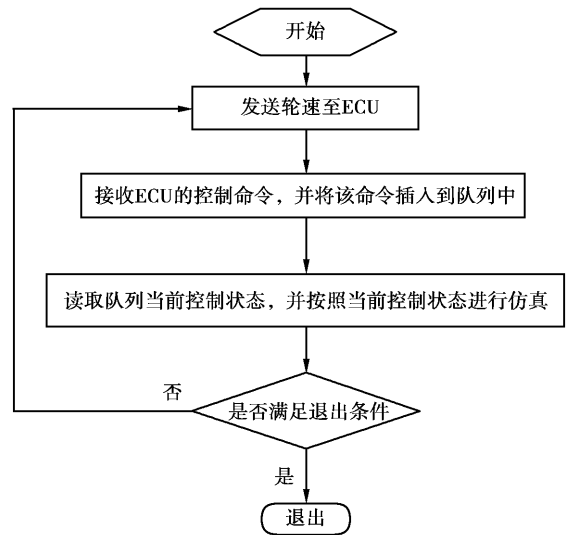 开始
发送轮速至ECU
接收ECU的控制命令，并将该命令插入到队列中
读取队列当前控制状态，并按照当前控制状态进行仿真
否
是否满足退出条件
是
退出